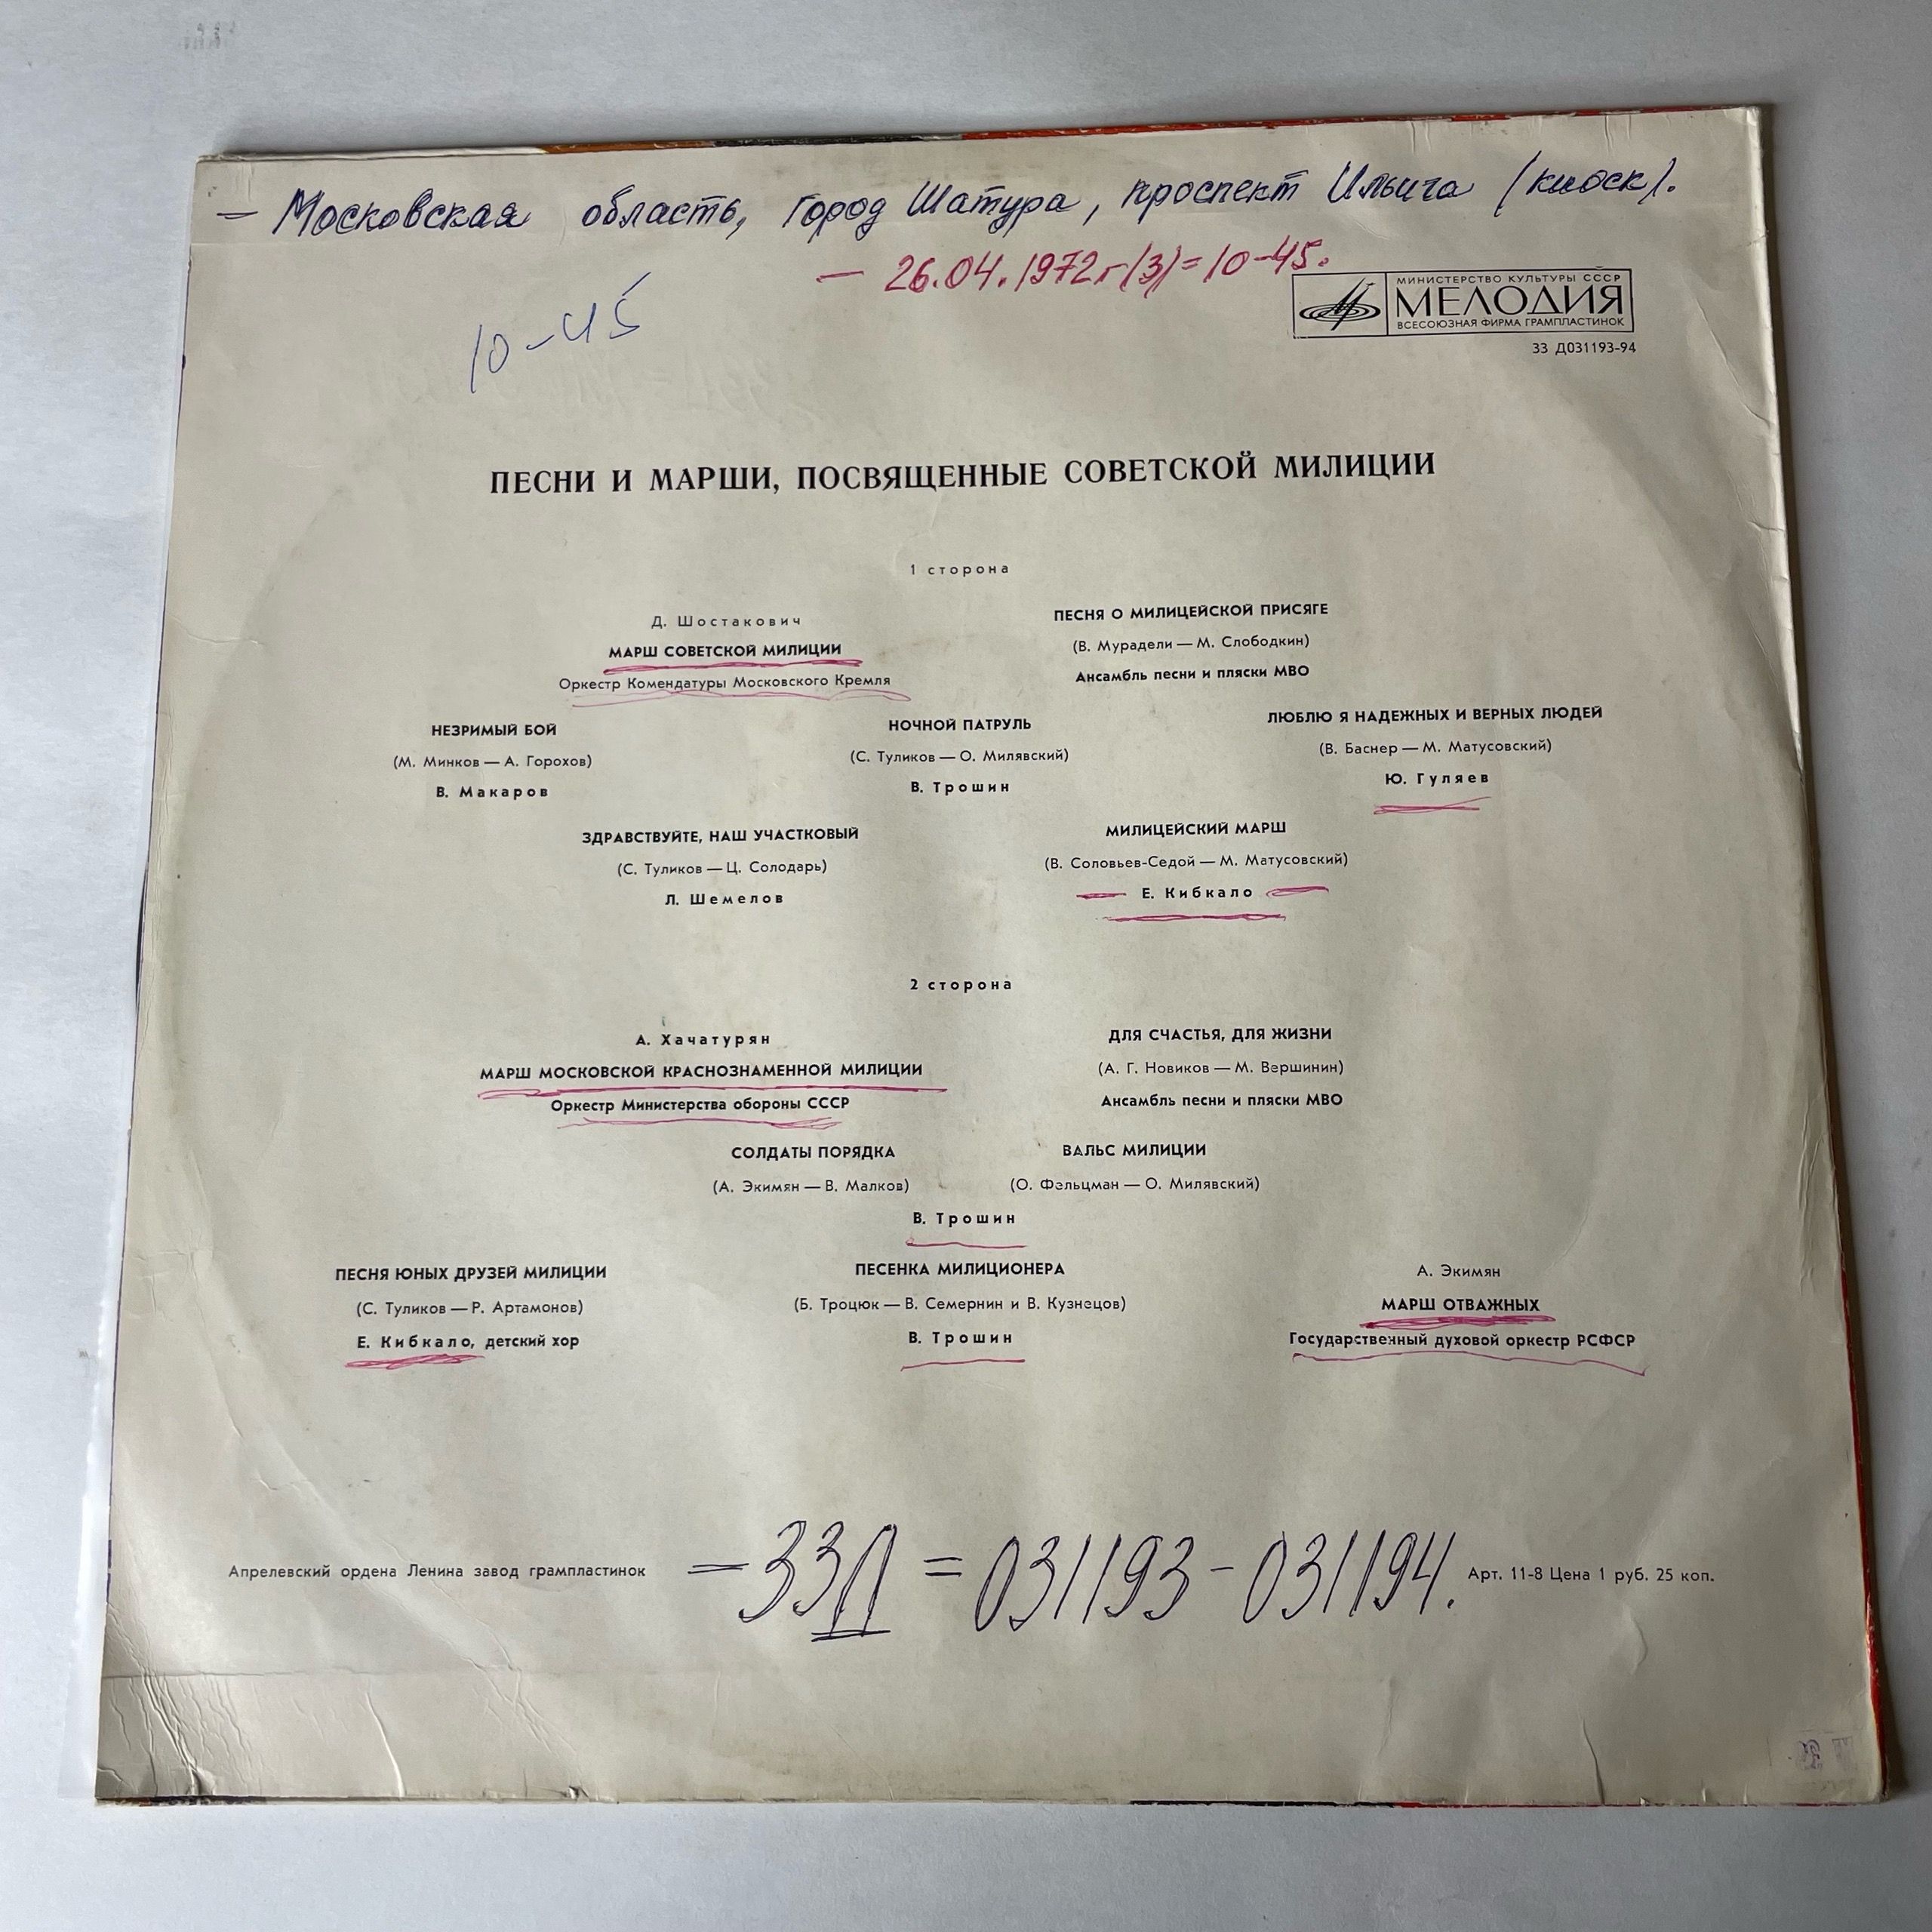 — Московская область, город Шатура, проспект Ильича (киоск).
— 26.04.1972г(3)=10-45.
10-45
МИНИСТЕРСТВО КУЛЬТУРЫ СССР
МЕЛОДИЯ
ВСЕСОЮЗНАЯ ФИРМА ГРАМПЛАСТИНОК
33 Д031193-94
ПЕСНИ И МАРШИ, ПОСВЯЩЕННЫЕ СОВЕТСКОЙ МИЛИЦИИ
1 сторона
Д. Шостакович
МАРШ СОВЕТСКОЙ МИЛИЦИИ
Оркестр Комендатуры Московского Кремля
ПЕСНЯ О МИЛИЦЕЙСКОЙ ПРИСЯГЕ
(В. Мурадели — М. Слободкин)
Ансамбль песни и пляски МВО
НЕЗРИМЫЙ БОЙ
(М. Минков — А. Горохов)
В. Макаров
НОЧНОЙ ПАТРУЛЬ
(С. Туликов — О. Милявский)
В. Трошин
ЛЮБЛЮ Я НАДЕЖНЫХ И ВЕРНЫХ ЛЮДЕЙ
(В. Баснер — М. Матусовский)
Ю. Гуляев
ЗДРАВСТВУЙТЕ, НАШ УЧАСТКОВЫЙ
(С. Туликов — Ц. Солодарь)
Л. Шемелов
МИЛИЦЕЙСКИЙ МАРШ
(В. Соловьев-Седой — М. Матусовский)
Е. Кибкало
2 сторона
А. Хачатурян
МАРШ МОСКОВСКОЙ КРАСНОЗНАМЕННОЙ МИЛИЦИИ
Оркестр Министерства обороны СССР
ДЛЯ СЧАСТЬЯ, ДЛЯ ЖИЗНИ
(А. Г. Новиков — М. Вершинин)
Ансамбль песни и пляски МВО
СОЛДАТЫ ПОРЯДКА
(А. Экимян — В. Малков)
ВАЛЬС МИЛИЦИИ
(О. Фельцман — О. Милявский)
В. Трошин
ПЕСНЯ ЮНЫХ ДРУЗЕЙ МИЛИЦИИ
(С. Туликов — Р. Артамонов)
Е. Кибкало, детский хор
ПЕСЕНКА МИЛИЦИОНЕРА
(Б. Троцюк — В. Семернин и В. Кузнецов)
В. Трошин
А. Экимян
МАРШ ОТВАЖНЫХ
Государственный духовой оркестр РСФСР
Апрелевский ордена Ленина завод грампластинок
— 33Д = 031193 - 031194.
Арт. 11-8 Цена 1 руб. 25 коп.